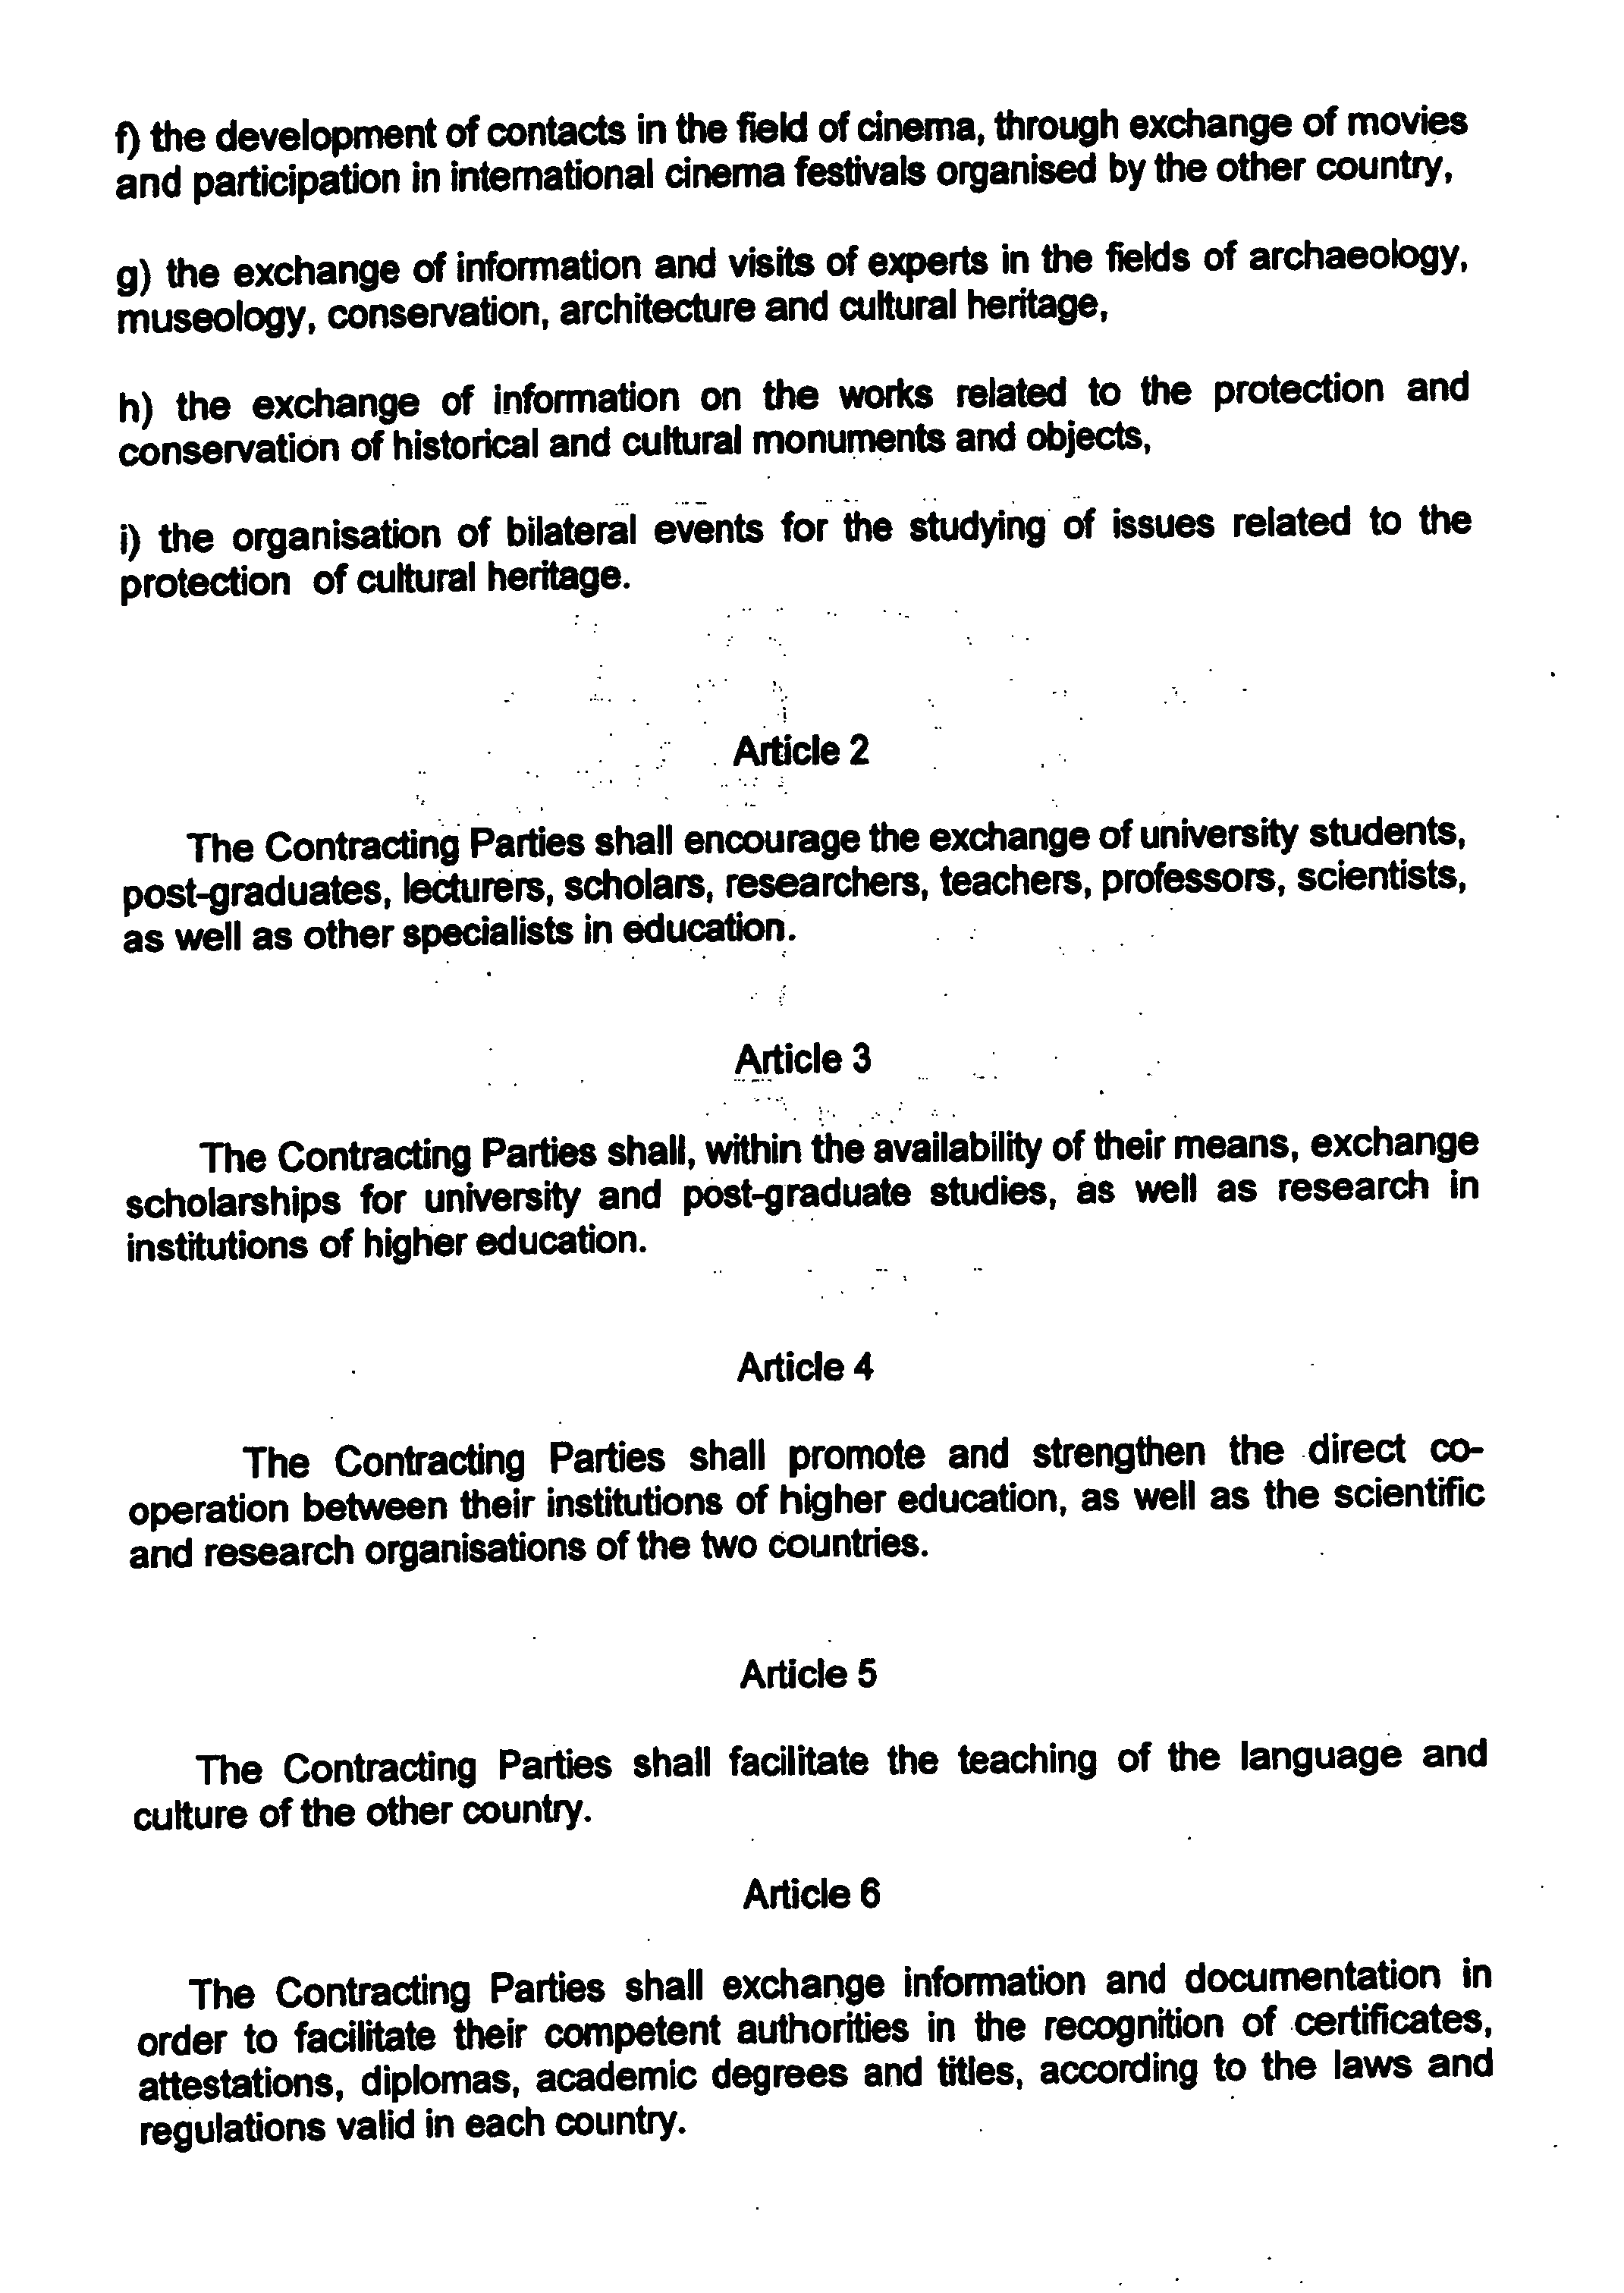 f) the development of contacts in the field of cinema, through exchange of movies
and participation in international cinema festivals organised by the other country,
g) the exchange of information and visits of experts in the fields of archaeology,
museology, conservation, architecture and cultural heritage,
h) the exchange of information on the works related to the protection and
conservation of historical and cultural monuments and objects,
i) the organisation of bilateral events for the studying of issues related to the
protection of cultural heritage.
Article 2
The Contracting Parties shall encourage the exchange of university students,
post-graduates, lecturers, scholars, researchers, teachers, professors, scientists,
as well as other specialists in education.
Article 3
The Contracting Parties shall, within the availability of their means, exchange
scholarships for university and post-graduate studies, as well as research in
institutions of higher education.
Article 4
The Contracting Parties shall promote and strengthen the direct co-
operation between their institutions of higher education, as well as the scientific
and research organisations of the two countries.
Article 5
The Contracting Parties shall facilitate the teaching of the language and
culture of the other country.
Article 6
The Contracting Parties shall exchange information and documentation in
order to facilitate their competent authorities in the recognition of certificates,
attestations, diplomas, academic degrees and titles, according to the laws and
regulations valid in each country.